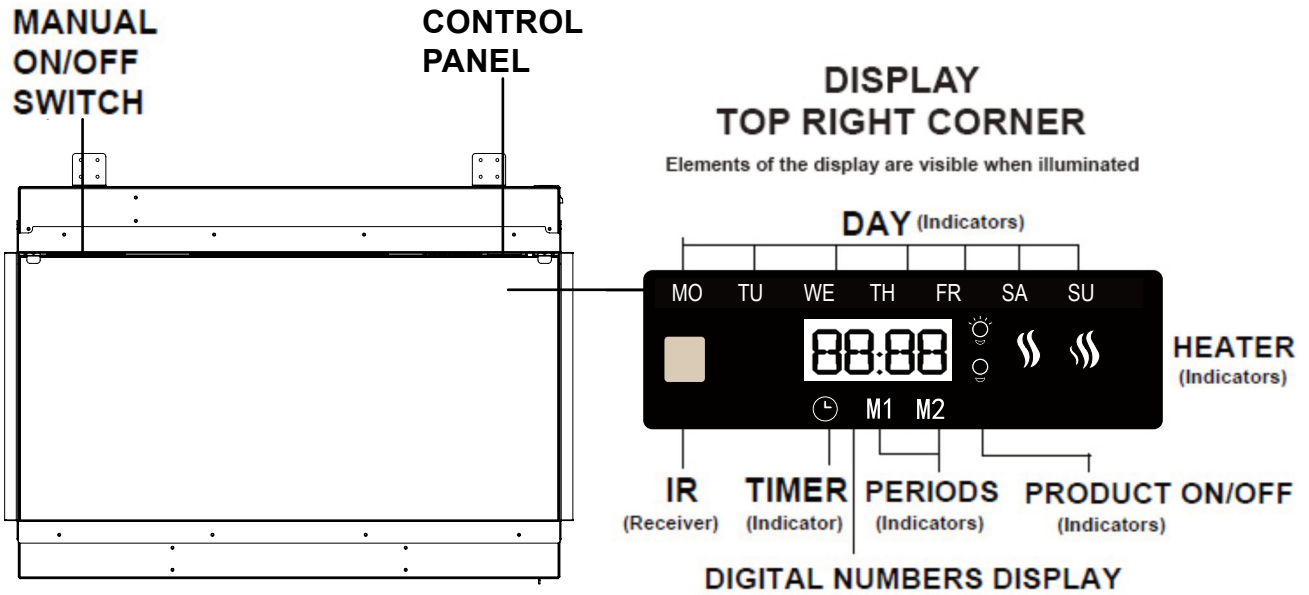 MANUAL
ON/OFF
SWITCH
CONTROL
PANEL
DISPLAY
TOP RIGHT CORNER
Elements of the display are visible when illuminated
DAY (Indicators)
MO TU WE TH FR SA SU
88:88
HEATER
(Indicators)
M1 M2
IR
(Receiver)
TIMER
(Indicator)
PERIODS
(Indicators)
PRODUCT ON/OFF
(Indicators)
DIGITAL NUMBERS DISPLAY